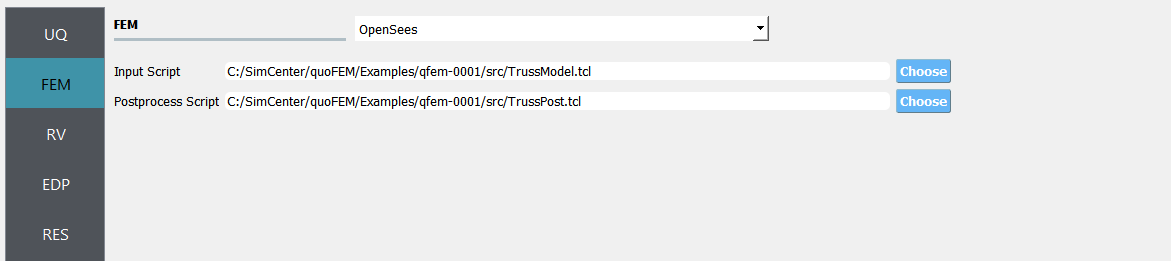 UQ
FEM
RV
EDP
RES
FEM OpenSees
Input Script C:/SimCenter/quoFEM/Examples/qfem-0001/src/TrussModel.tcl Choose
Postprocess Script C:/SimCenter/quoFEM/Examples/qfem-0001/src/TrussPost.tcl Choose